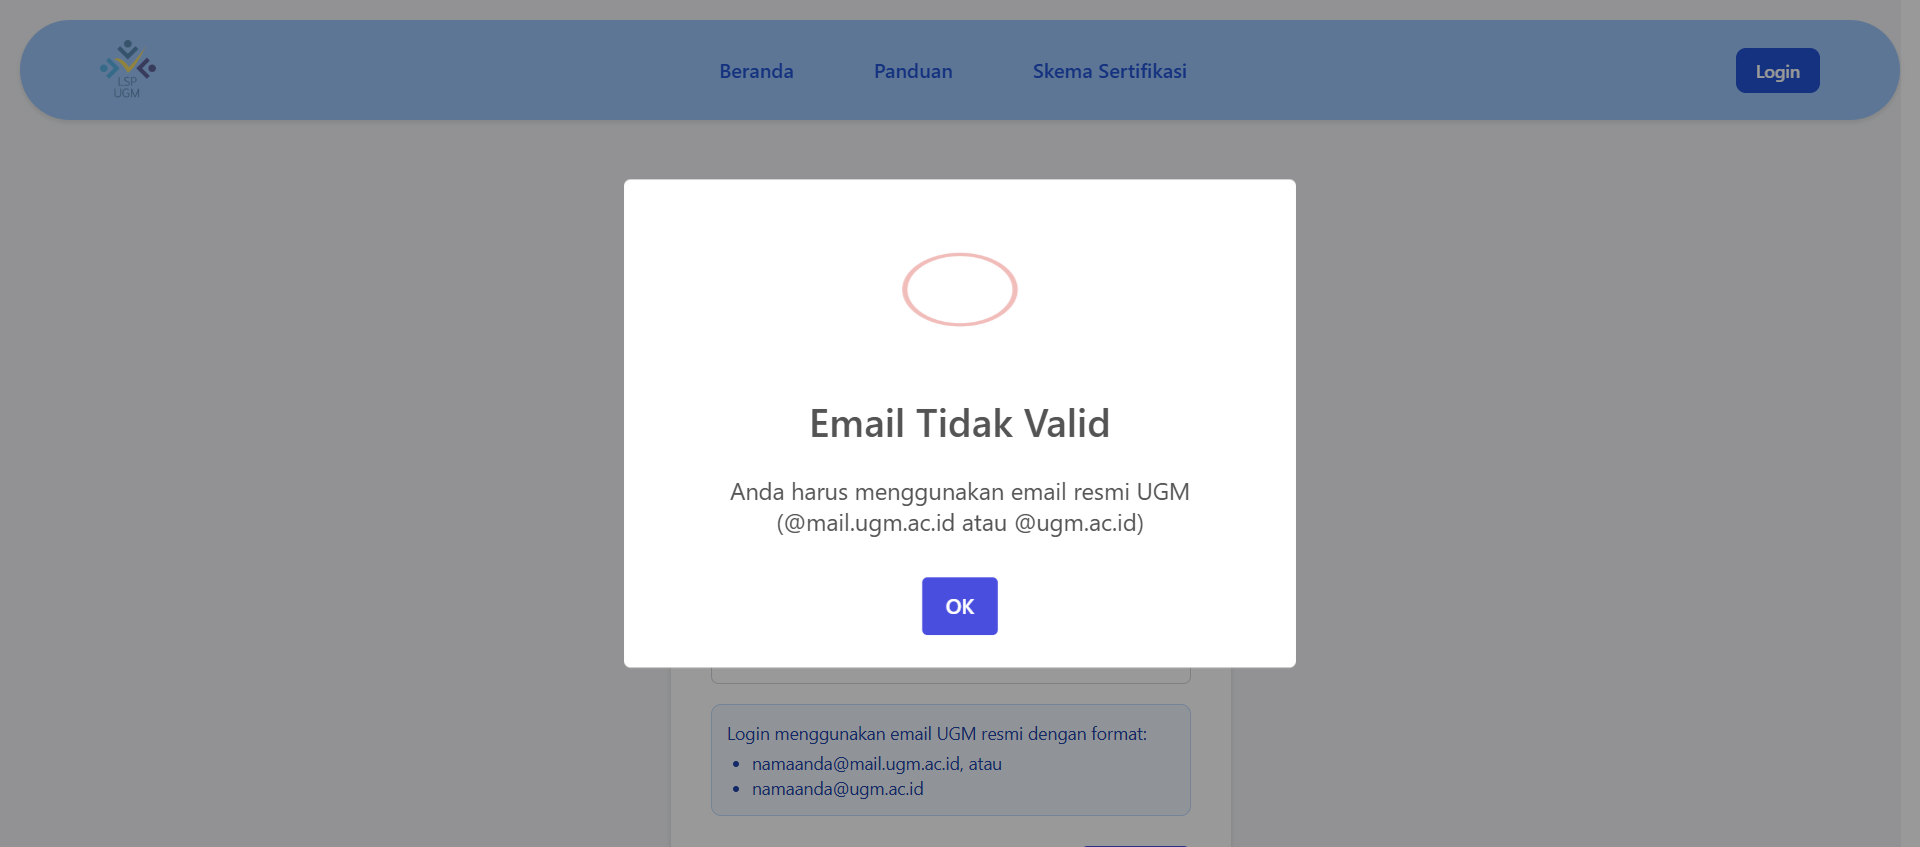 LSP
UGM
Beranda
Panduan
Skema Sertifikasi
Login
Email Tidak Valid
Anda harus menggunakan email resmi UGM
(@mail.ugm.ac.id atau @ugm.ac.id)
OK
Login menggunakan email UGM resmi dengan format:
namaanda@mail.ugm.ac.id, atau
namaanda@ugm.ac.id